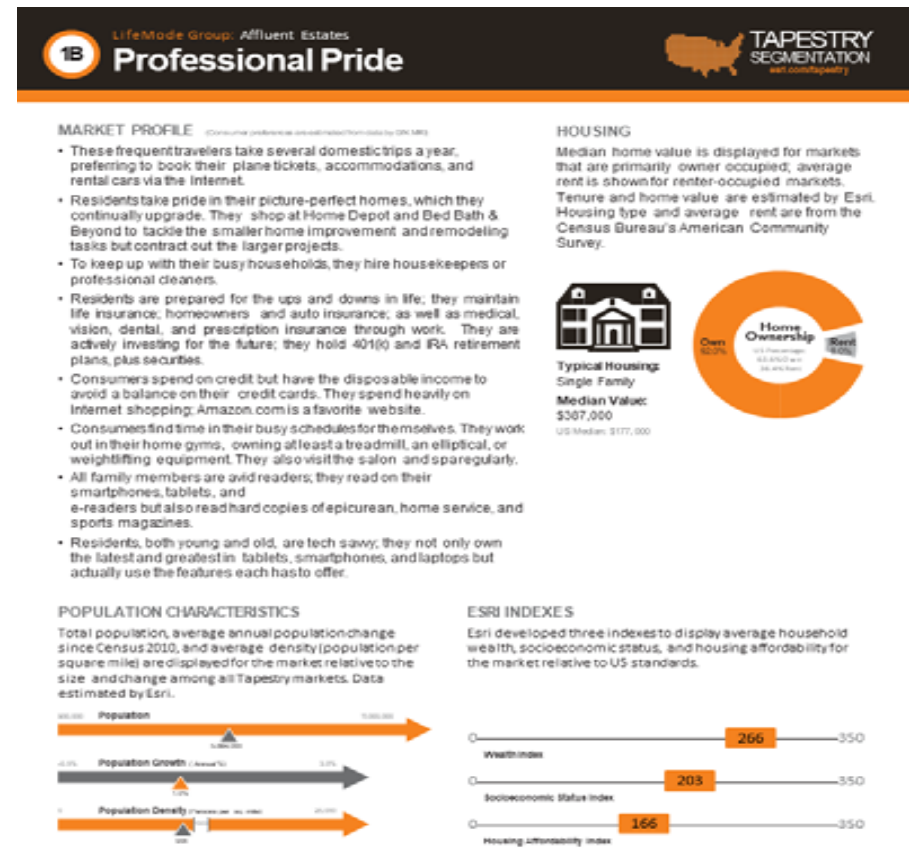 1B
LifeMode Group: Affluent Estates
Professional Pride
TAPESTRY
SEGMENTATION
esri.com/tapestry
MARKET PROFILE (Consumer preferences are estimated from data by GfK MRI)
• These frequent travelers take several domestic trips a year,
preferring to book their plane tickets, accommodations, and
rental cars via the Internet.
• Residents take pride in their picture-perfect homes, which they
continually upgrade. They shop at Home Depot and Bed Bath &
Beyond to tackle the smaller home improvement and remodeling
tasks but contract out the larger projects.
• To keep up with their busy households, they hire housekeepers or
professional cleaners.
• Residents are prepared for the ups and downs in life; they maintain
life insurance; homeowners and auto insurance; as well as medical,
vision, dental, and prescription insurance through work. They are
actively investing for the future; they hold 401(k) and IRA retirement
plans, plus securities.
• Consumers spend on credit but have the disposable income to
avoid a balance on their credit cards. They spend heavily on
Internet shopping; Amazon.com is a favorite website.
• Consumers find time in their busy schedules for themselves. They work
out in their home gyms, owning at least a treadmill, an elliptical, or
weightlifting equipment. They also visit the salon and spa regularly.
• All family members are avid readers; they read on their
smartphones, tablets, and
e-readers but also read hard copies of epicurean, home service, and
sports magazines.
• Residents, both young and old, are tech savvy; they not only own
the latest and greatest in tablets, smartphones, and laptops but
actually use the features each has to offer.
HOUSING
Median home value is displayed for markets
that are primarily owner occupied; average
rent is shown for renter-occupied markets.
Tenure and home value are estimated by Esri.
Housing type and average rent are from the
Census Bureau's American Community
Survey.
Typical Housing:
Single Family
Median Value:
$387,000
US Median: $177,000
Home
Ownership
US Percentage:
Own
Rent
POPULATION CHARACTERISTICS
Total population, average annual population change
since Census 2010, and average density (population per
square mile) are displayed for the market relative to the
size and change among all Tapestry markets. Data
estimated by Esri.
Population
Population Growth (Annual %)
Population Density
ESRI INDEXES
Esri developed three indexes to display average household
wealth, socioeconomic status, and housing affordability for
the market relative to US standards.
0 266 350
Wealth Index
0 203 350
Socioeconomic Status Index
0 166 350
Housing Affordability Index